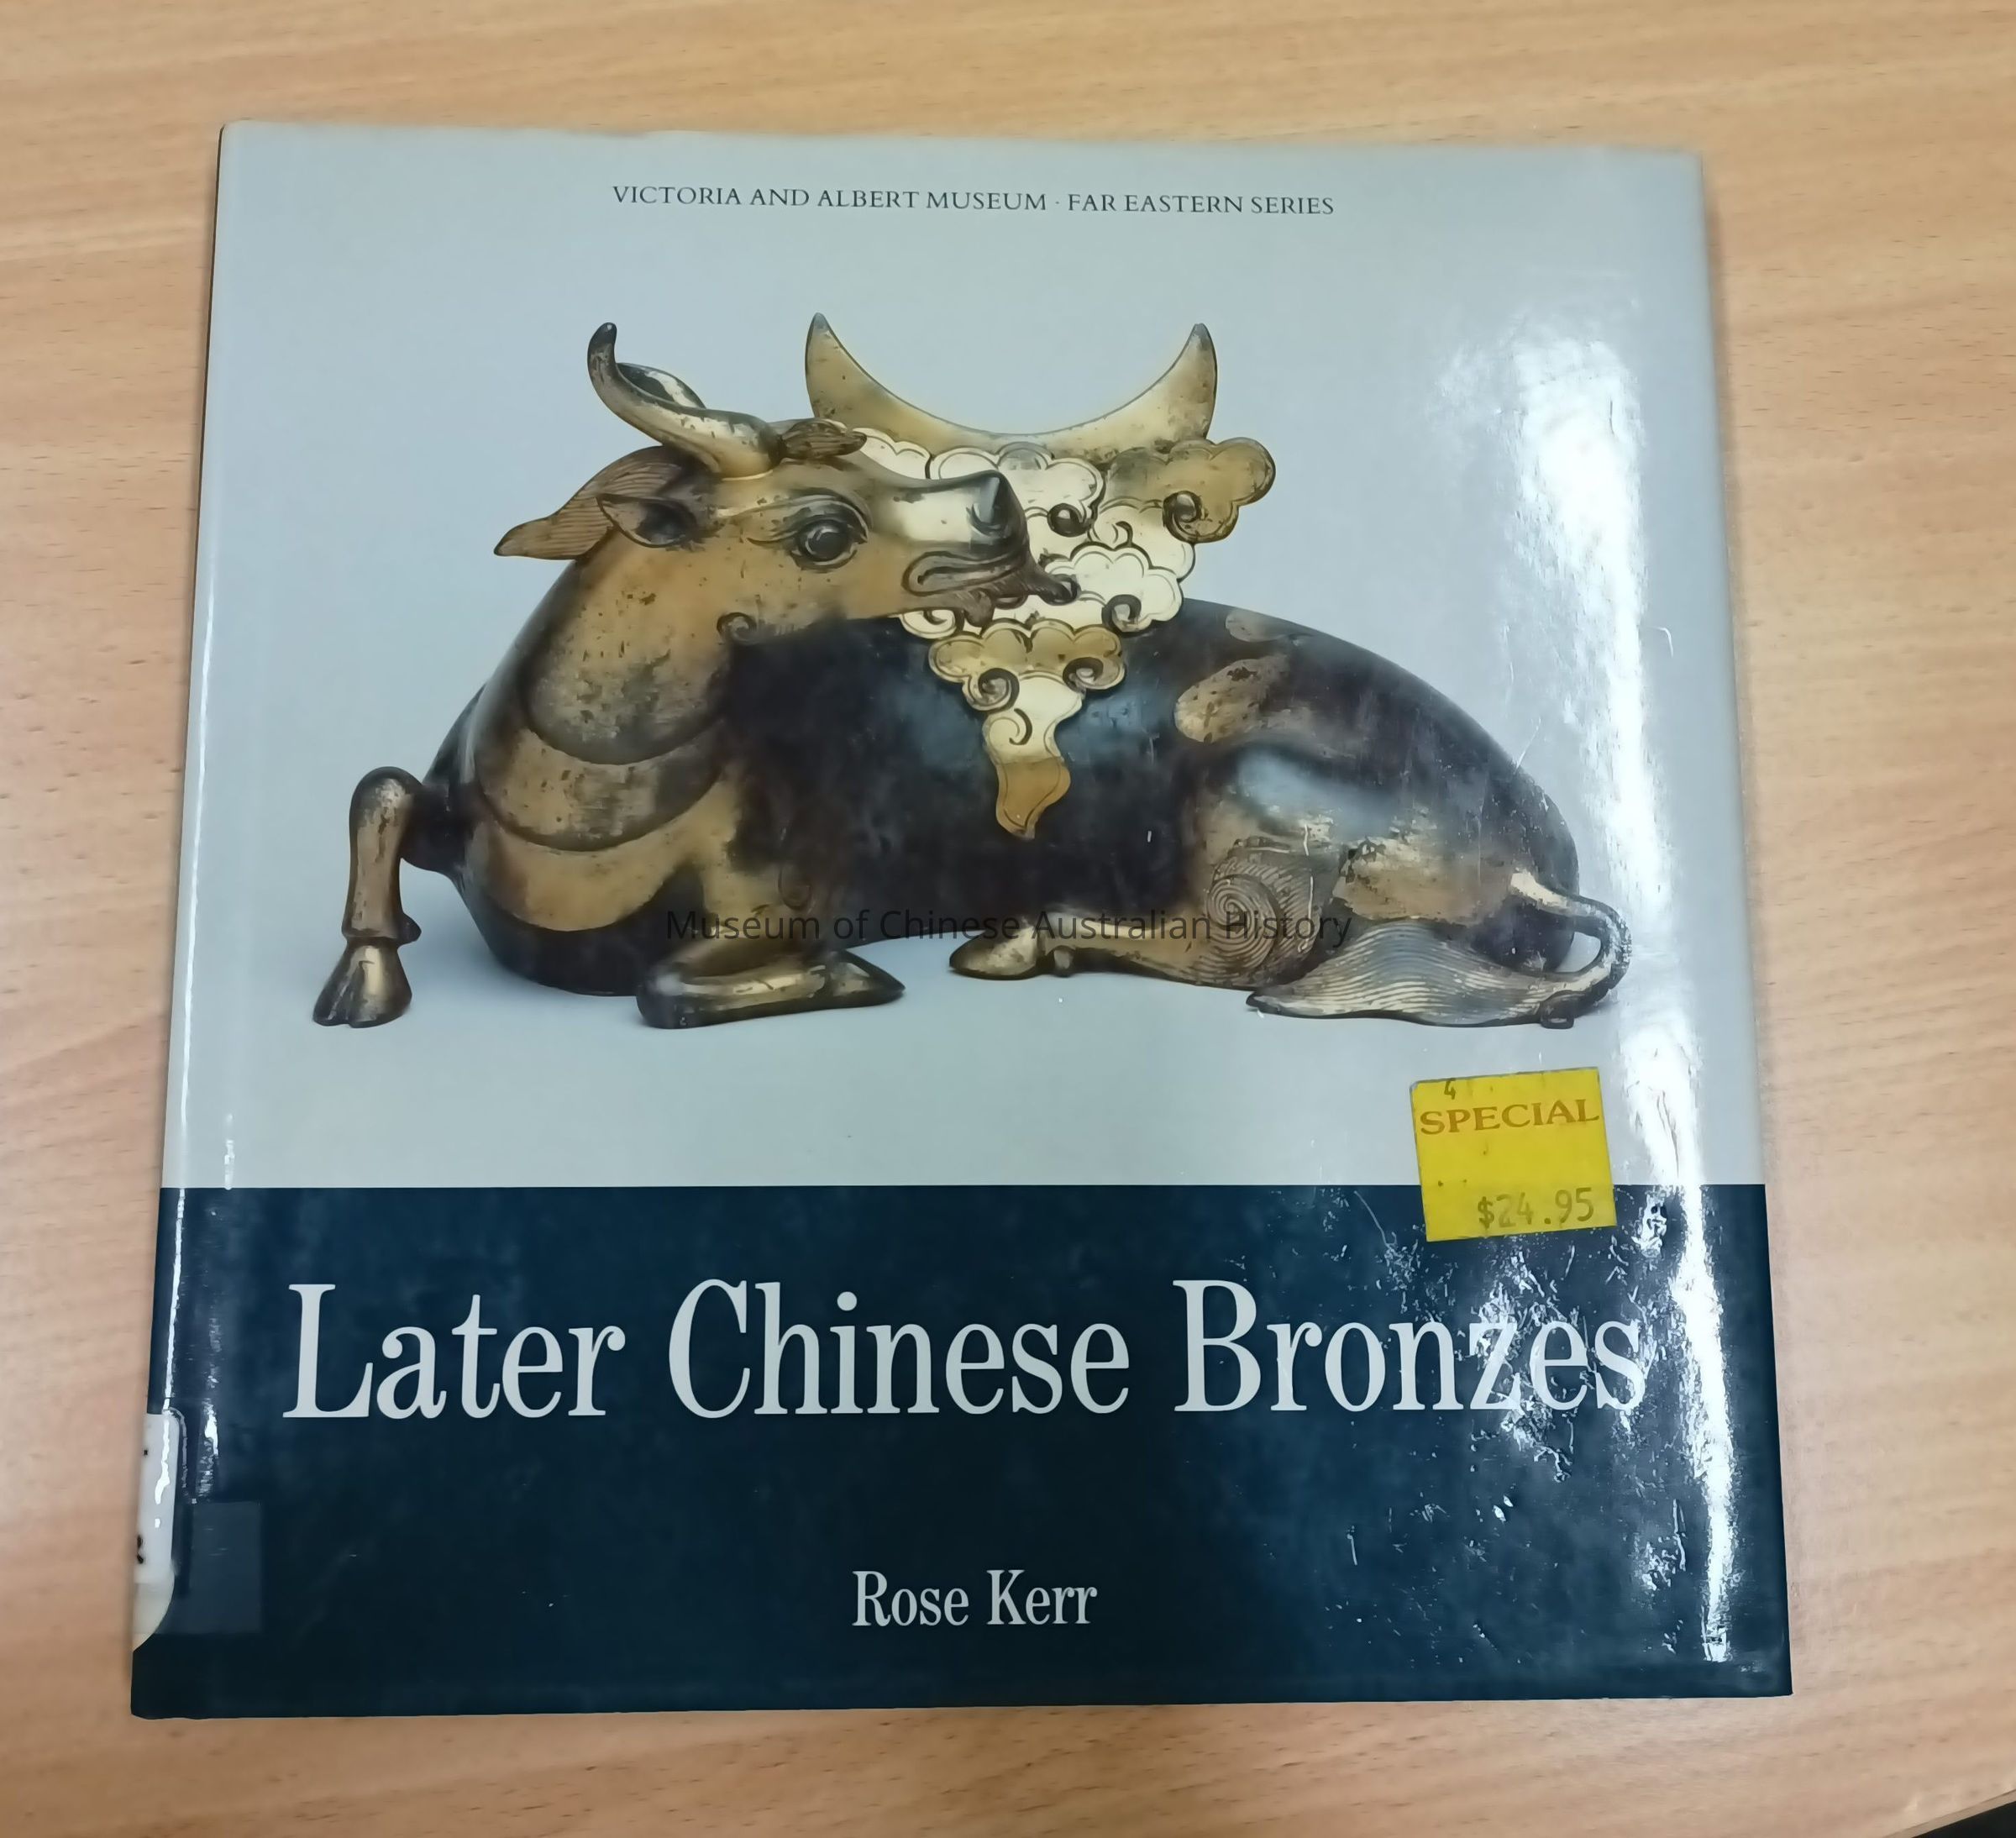 VICTORIA AND ALBERT MUSEUM · FAR EASTERN SERIES
Museum of Chinese Australian History
4
SPECIAL
$24.95
Later Chinese Bronzes
Rose Kerr